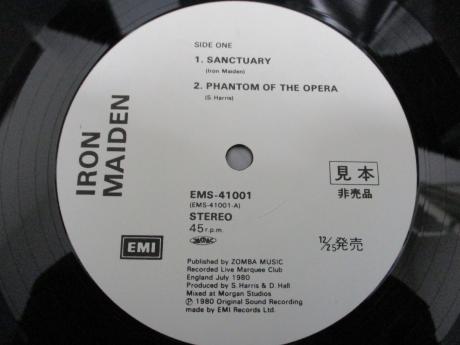 SIDE ONE
1. SANCTUARY
(Iron Maiden)
2. PHANTOM OF THE OPERA
(S. Harris)
IRON
MAIDEN
EMS-41001
(EMS-41001-A)
STEREO
45 r.p.m.
見本
非売品
EMI
12/25発売
Published by ZOMBA MUSIC
Recorded Live Marquee Club
England July 1980
Produced by S. Harris & D. Hall
Mixed at Morgan Studios
℗ 1980 Original Sound Recording
made by EMI Records Ltd.